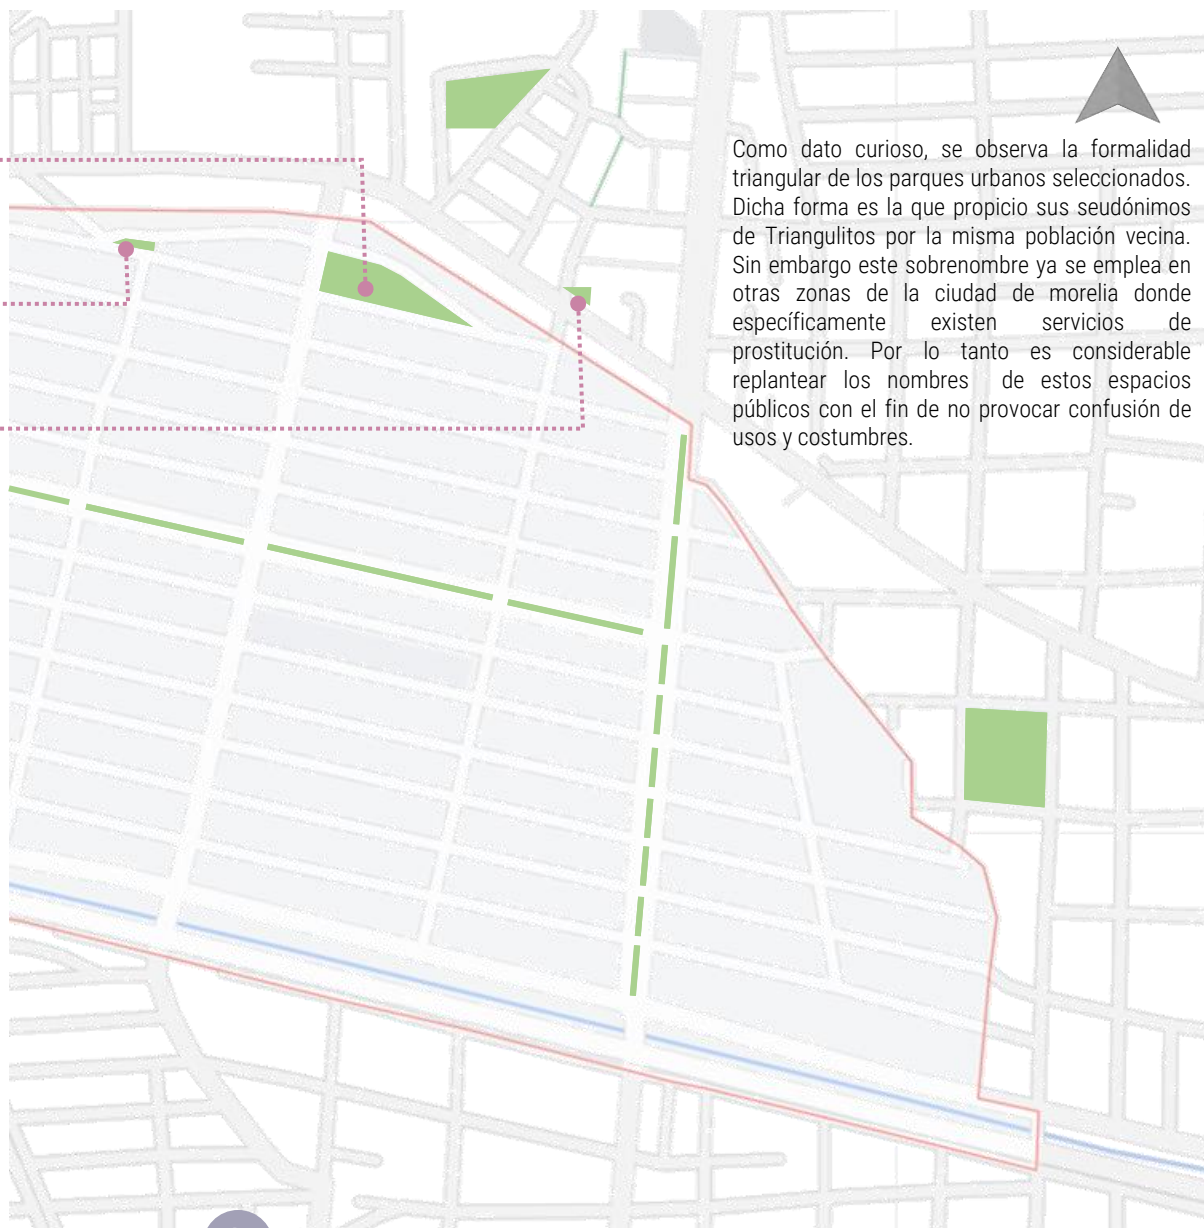 Como dato curioso, se observa la formalidad
triangular de los parques urbanos seleccionados.
Dicha forma es la que propicio sus seudónimos
de Triangulitos por la misma población vecina.
Sin embargo este sobrenombre ya se emplea en
otras zonas de la ciudad de morelia donde
específicamente existen servicios de
prostitución. Por lo tanto es considerable
replantear los nombres de estos espacios
públicos con el fin de no provocar confusión de
usos y costumbres.